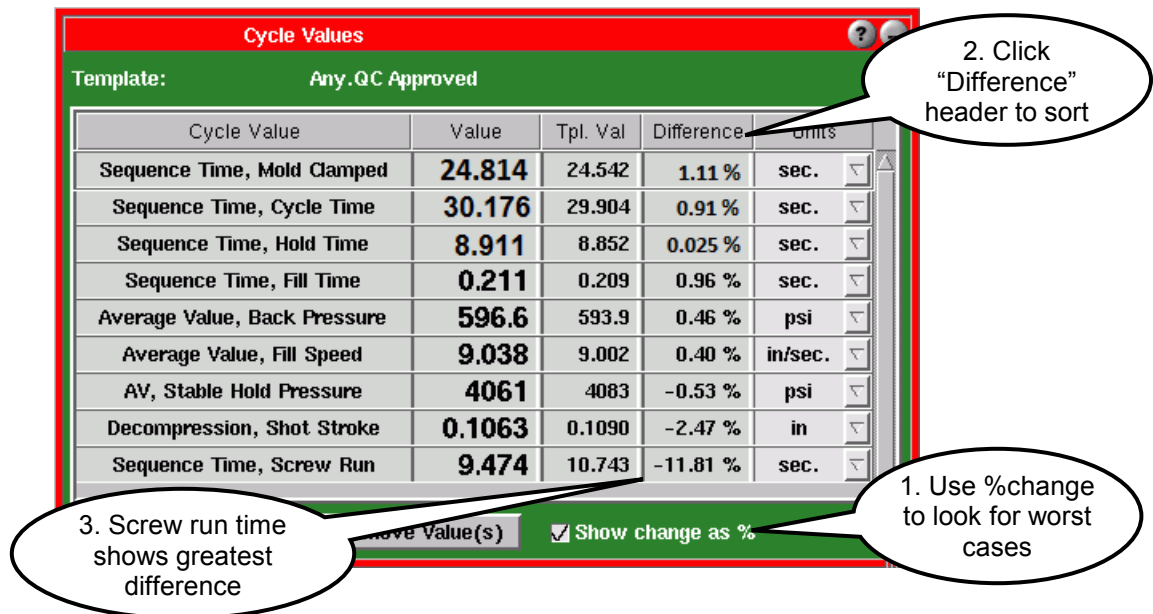 Cycle Values
?
Template: Any.QC Approved
Cycle Value Value Tpl. Val Difference Units
Sequence Time, Mold Clamped 24.814 24.542 1.11 % sec.
Sequence Time, Cycle Time 30.176 29.904 0.91 % sec.
Sequence Time, Hold Time 8.911 8.852 0.025 % sec.
Sequence Time, Fill Time 0.211 0.209 0.96 % sec.
Average Value, Back Pressure 596.6 593.9 0.46 % psi
Average Value, Fill Speed 9.038 9.002 0.40 % in/sec.
AV, Stable Hold Pressure 4061 4083 -0.53 % psi
Decompression, Shot Stroke 0.1063 0.1090 -2.47 % in
Sequence Time, Screw Run 9.474 10.743 -11.81 % sec.
Value(s) Show change as %
2. Click
“Difference”
header to sort
1. Use %change
to look for worst
cases
3. Screw run time
shows greatest
difference